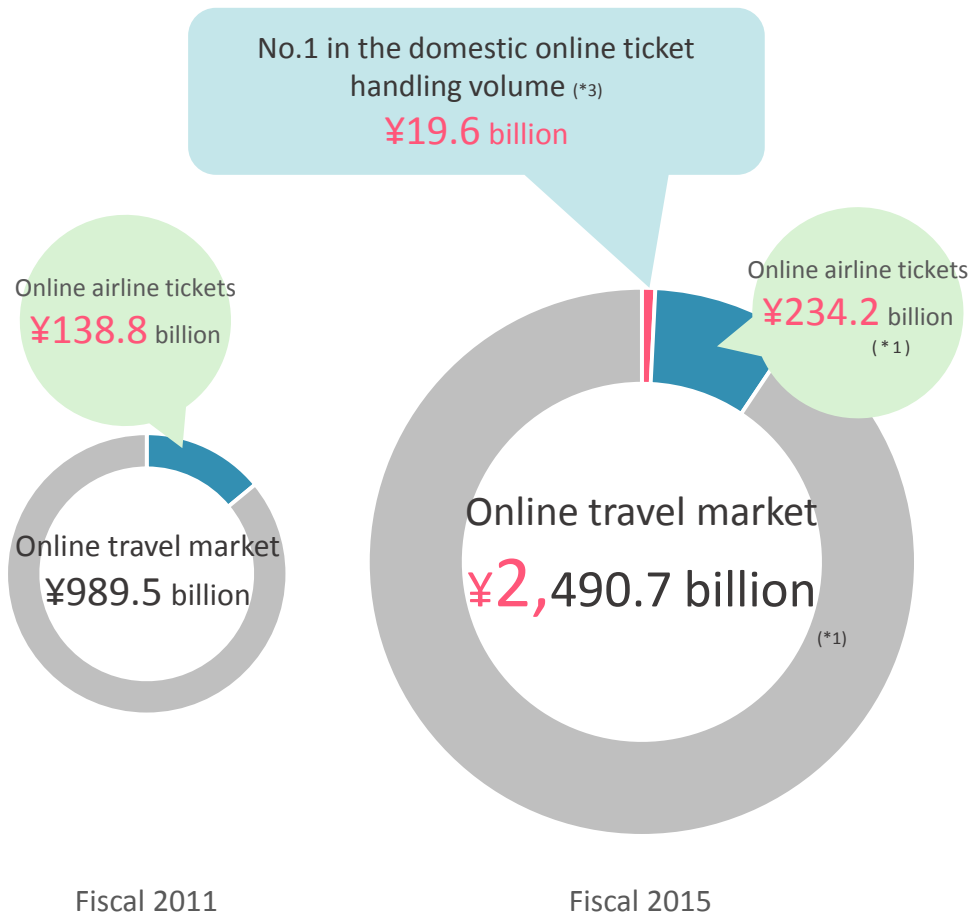 No.1 in the domestic online ticket
handling volume (*3)
¥19.6 billion
Online airline tickets
¥138.8 billion
Online airline tickets
¥234.2 billion
(*1)
Online travel market
¥989.5 billion
Online travel market
¥2,490.7 billion
(*1)
Fiscal 2011
Fiscal 2015